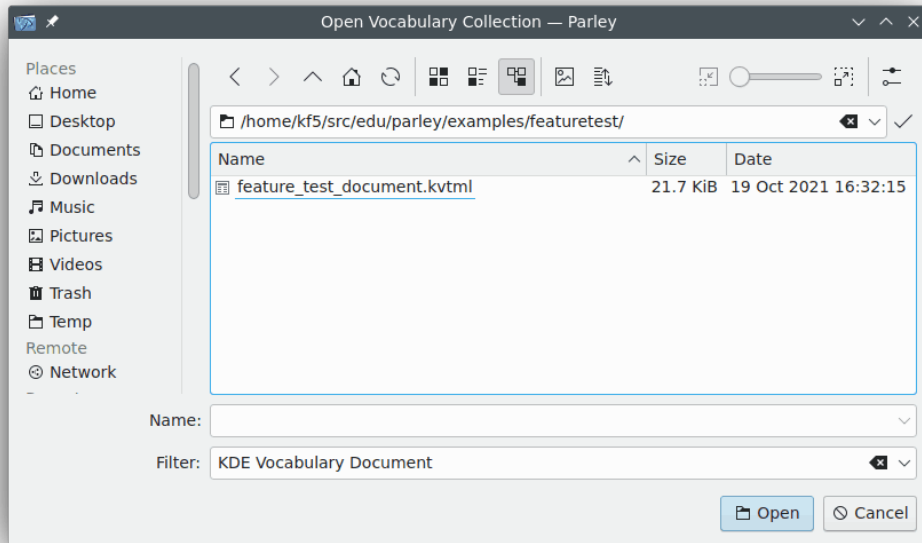 Open Vocabulary Collection — Parley
Places
Home
Desktop
Documents
Downloads
Music
Pictures
Videos
Trash
Temp
Remote
Network
/home/kf5/src/edu/parley/examples/featuretest/
Name Size Date
feature_test_document.kvtml 21.7 KiB 19 Oct 2021 16:32:15
Name:
Filter: KDE Vocabulary Document
Open Cancel